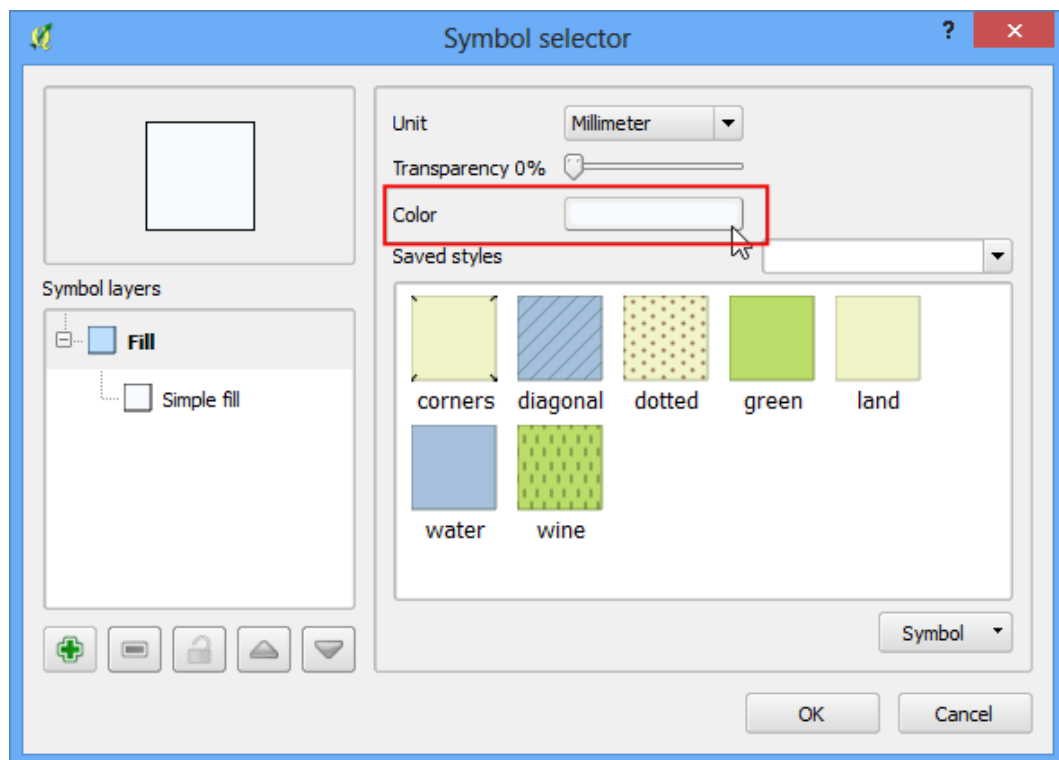 Symbol selector
?
Unit
Millimeter
Transparency 0%
Color
Saved styles
Symbol layers
Fill
Simple fill
corners diagonal dotted green land
water wine
Symbol
OK Cancel